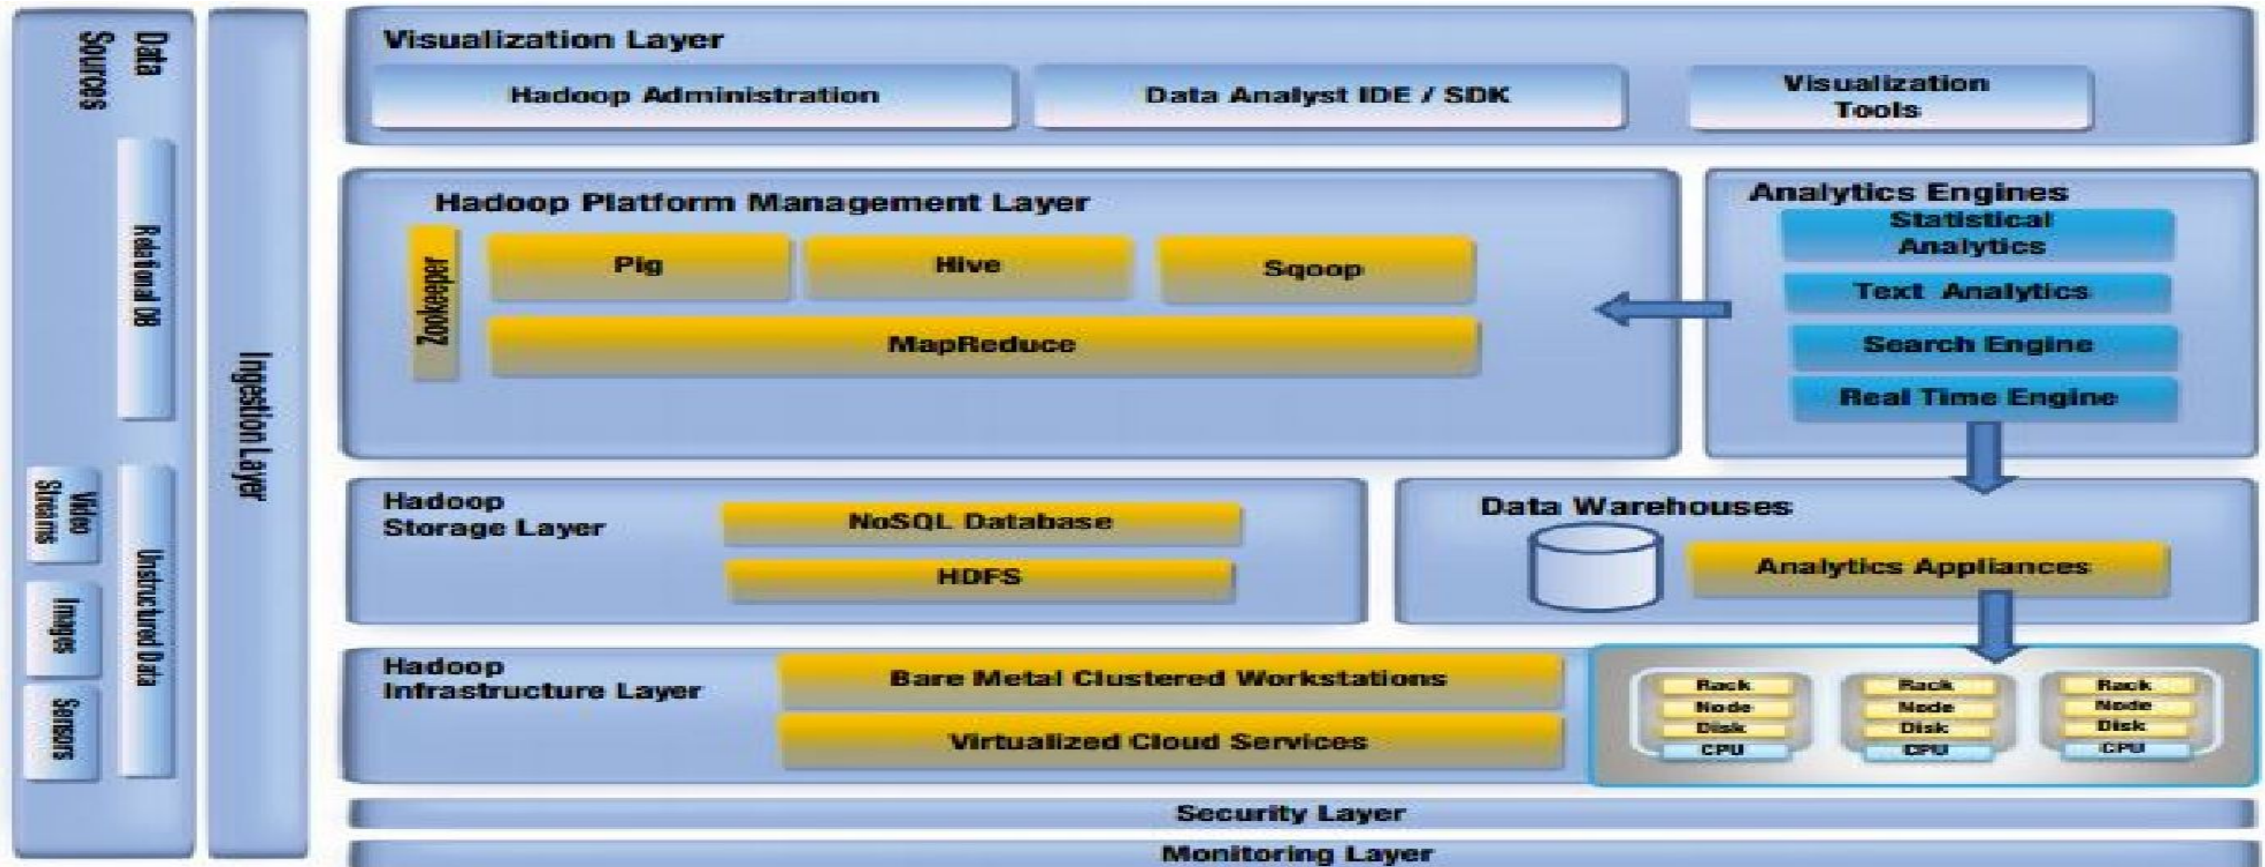 Data
Sources
Relational DB
Unstructured Data
Video
Streams
Images
Sensors
Ingestion Layer
Visualization Layer
Hadoop Administration
Data Analyst IDE / SDK
Visualization
Tools
Hadoop Platform Management Layer
Zookeeper
Pig
Hive
Sqoop
MapReduce
Analytics Engines
Statistical
Analytics
Text Analytics
Search Engine
Real Time Engine
Hadoop
Storage Layer
NoSQL Database
HDFS
Data Warehouses
Analytics Appliances
Hadoop
Infrastructure Layer
Bare Metal Clustered Workstations
Virtualized Cloud Services
Rack
Node
Disk
CPU
Rack
Node
Disk
CPU
Rack
Node
Disk
CPU
Security Layer
Monitoring Layer